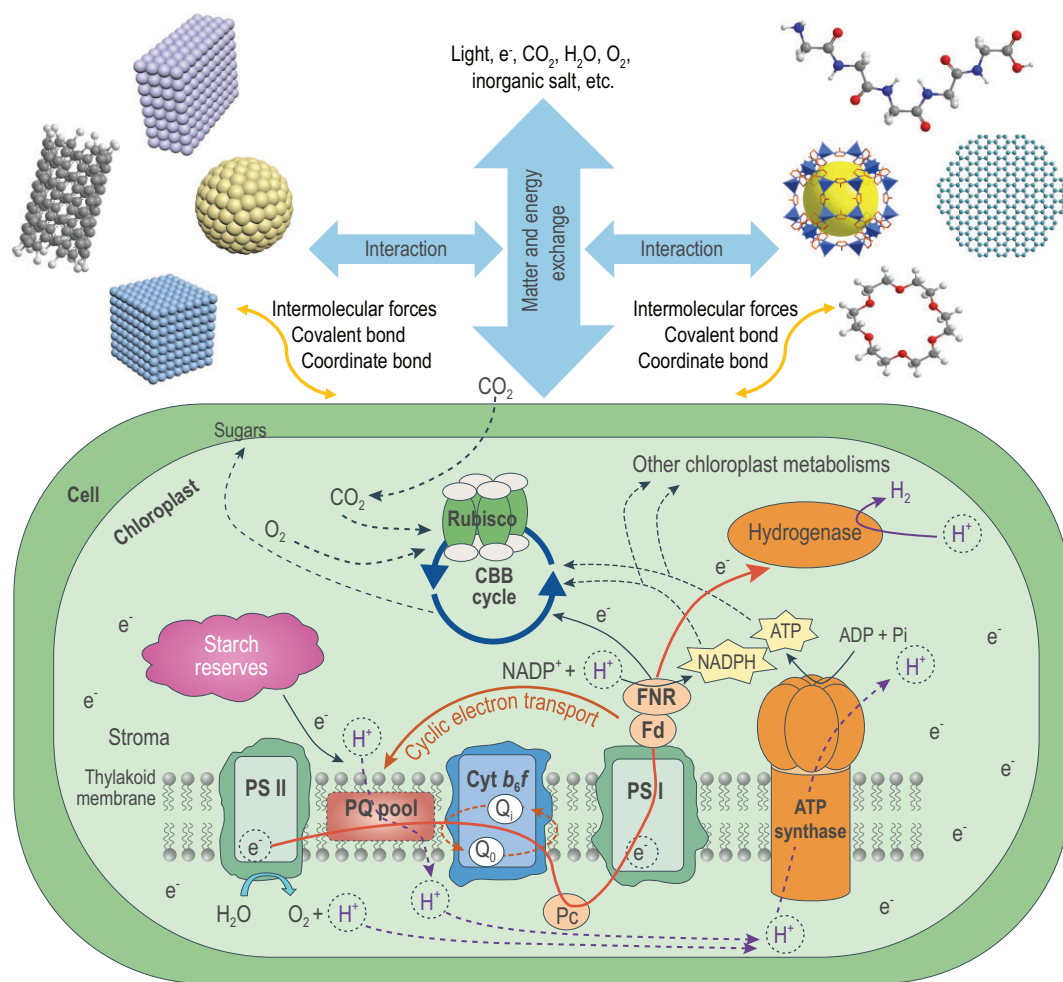 Light, e⁻, CO₂, H₂O, O₂,
inorganic salt, etc.
Matter and energy
exchange
Interaction
Interaction
Intermolecular forces
Covalent bond
Coordinate bond
Intermolecular forces
Covalent bond
Coordinate bond
CO₂
Sugars
Cell
Chloroplast
CO₂
O₂
Rubisco
CBB
cycle
Other chloroplast metabolisms
H₂
Hydrogenase
H⁺
e⁻
e⁻
e⁻
Starch
reserves
e⁻
ATP
ADP + Pi
NADPH
H⁺
NADP⁺ +
H⁺
FNR
Fd
Cyclic electron transport
e⁻
e⁻
H⁺
Stroma
Thylakoid
membrane
PS II
PQ pool
Cyt b₆f
Qᵢ
Q₀
PS I
ATP
synthase
e⁻
e⁻
e⁻
e⁻
e⁻
e⁻
H₂O
O₂ +
H⁺
H⁺
Pc
H⁺
e⁻